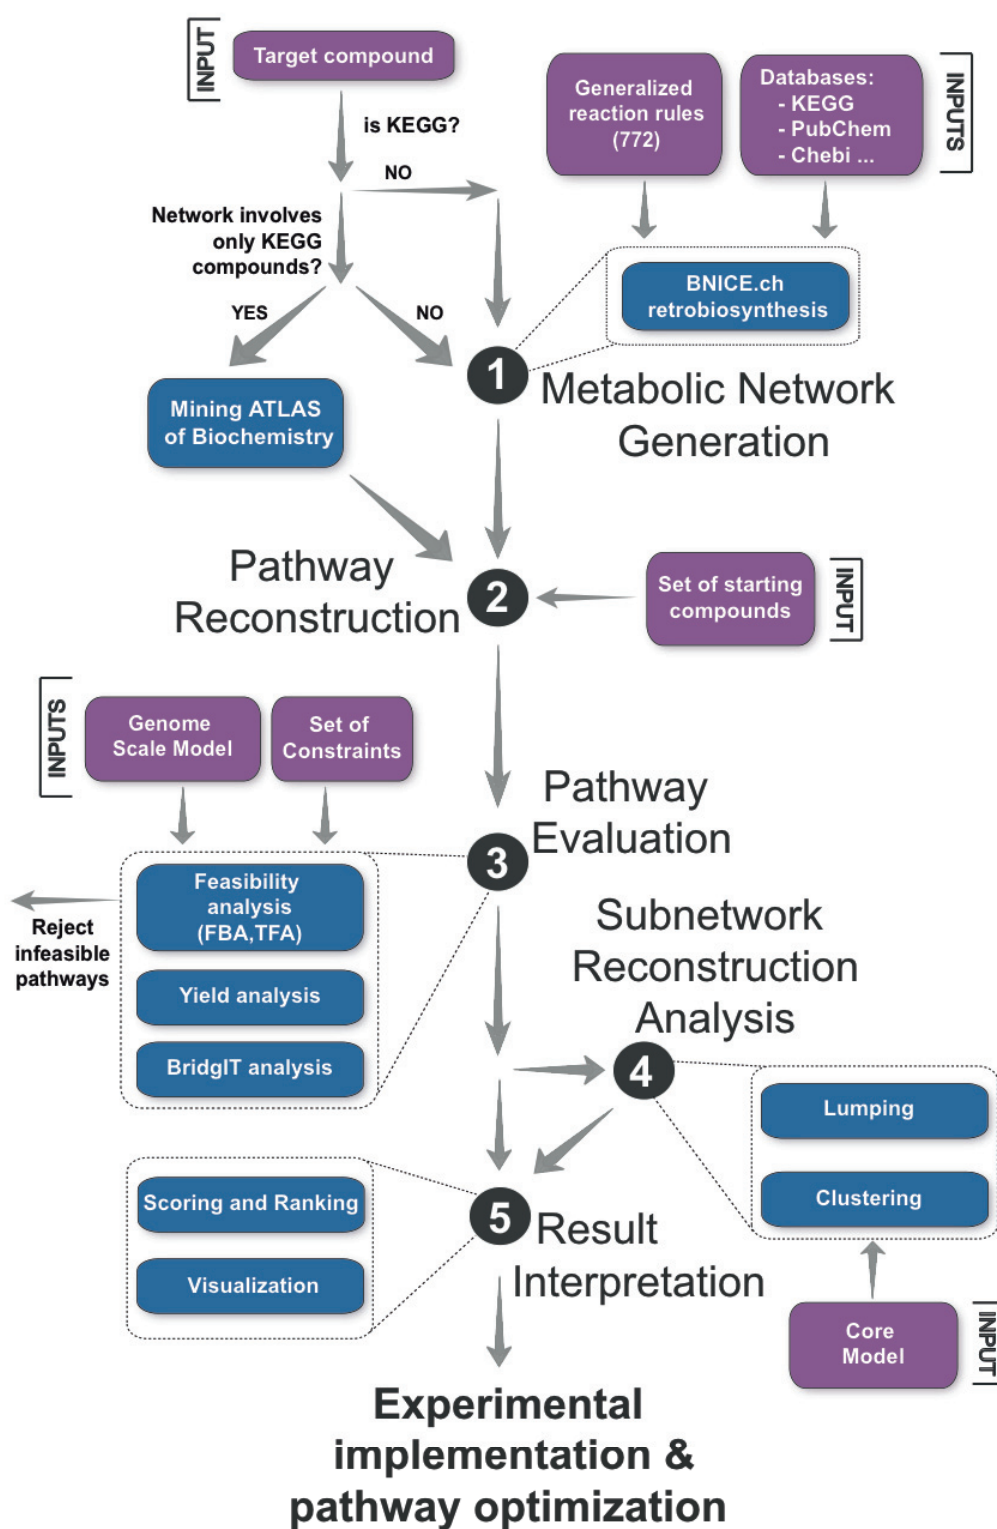 INPUT
Target compound
is KEGG?
NO
Generalized
reaction rules
(772)
Databases:
- KEGG
- PubChem
- Chebi ...
INPUTS
Network involves
only KEGG
compounds?
YES
NO
BNICE.ch
retrobiosynthesis
1
Metabolic Network
Generation
Mining ATLAS
of Biochemistry
Pathway
Reconstruction
2
Set of starting
compounds
INPUT
INPUTS
Genome
Scale Model
Set of
Constraints
Pathway
Evaluation
3
Feasibility
analysis
(FBA,TFA)
Reject
infeasible
pathways
Yield analysis
BridgIT analysis
Subnetwork
Reconstruction
Analysis
4
Lumping
Clustering
Scoring and Ranking
Visualization
5
Result
Interpretation
Core
Model
INPUT
Experimental
implementation &
pathway optimization